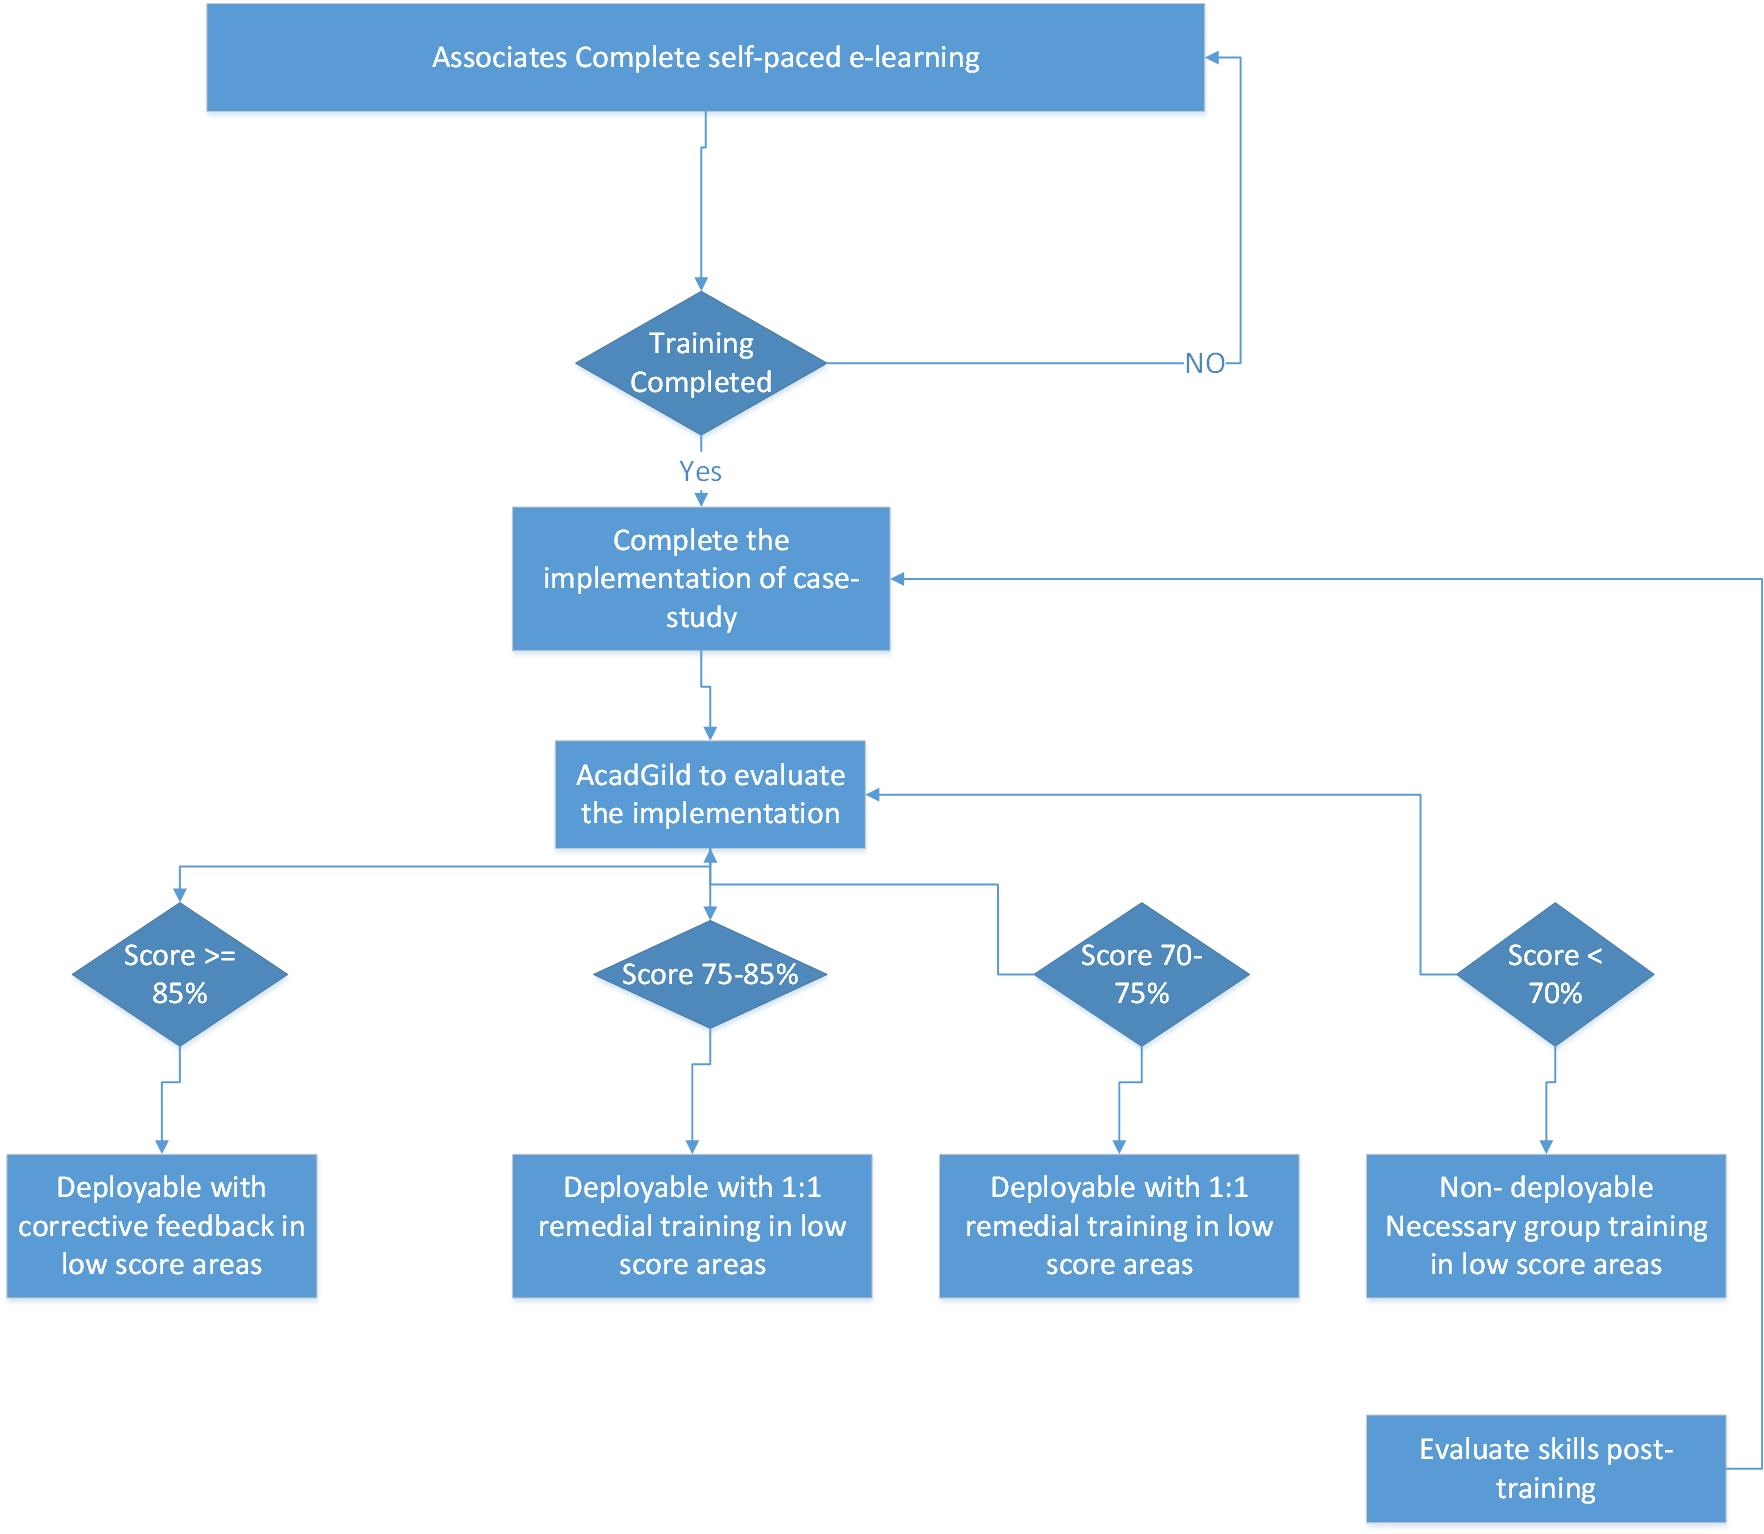 Associates Complete self-paced e-learning
Training
Completed
NO
Yes
Complete the
implementation of case-
study
AcadGild to evaluate
the implementation
Score >=
85%
Score 75-85%
Score 70-
75%
Score <
70%
Deployable with
corrective feedback in
low score areas
Deployable with 1:1
remedial training in low
score areas
Deployable with 1:1
remedial training in low
score areas
Non- deployable
Necessary group training
in low score areas
Evaluate skills post-
training